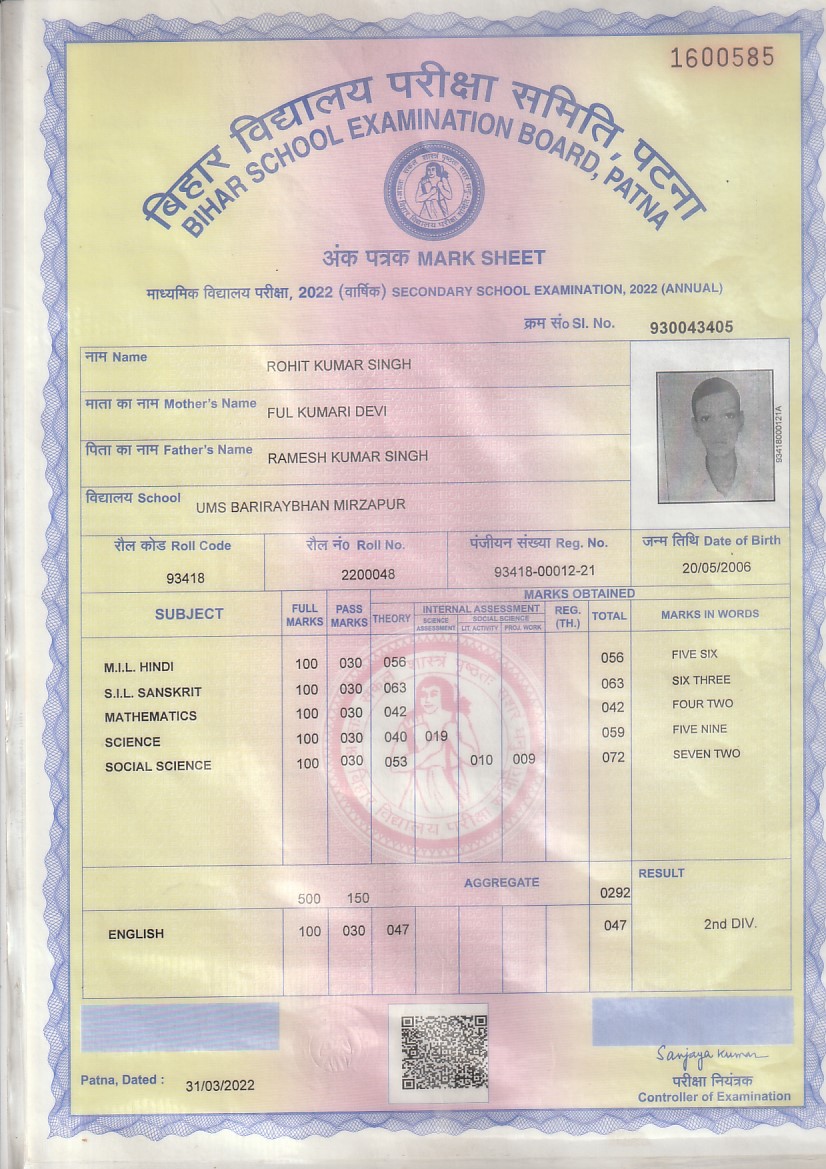 1600585
बिहार विद्यालय परीक्षा समिति, पटना
BIHAR SCHOOL EXAMINATION BOARD, PATNA
अंक पत्रक MARK SHEET
माध्यमिक विद्यालय परीक्षा, 2022 (वार्षिक) SECONDARY SCHOOL EXAMINATION, 2022 (ANNUAL)
क्रम सं० Sl. No. 930043405
नाम Name ROHIT KUMAR SINGH
माता का नाम Mother's Name FUL KUMARI DEVI
पिता का नाम Father's Name RAMESH KUMAR SINGH
विद्यालय School UMS BARIRAYBHAN MIRZAPUR
93418000121A
रौल कोड Roll Code रौल नं० Roll No. पंजीयन संख्या Reg. No. जन्म तिथि Date of Birth
93418 2200048 93418-00012-21 20/05/2006
MARKS OBTAINED
SUBJECT FULL MARKS PASS MARKS THEORY INTERNAL ASSESSMENT REG. (TH.) TOTAL MARKS IN WORDS
SCIENCE ASSESSMENT SOCIAL SCIENCE
LIT. ACTIVITY PROJ. WORK
M.I.L. HINDI 100 030 056 056 FIVE SIX
S.I.L. SANSKRIT 100 030 063 063 SIX THREE
MATHEMATICS 100 030 042 042 FOUR TWO
SCIENCE 100 030 040 019 059 FIVE NINE
SOCIAL SCIENCE 100 030 053 010 009 072 SEVEN TWO
बिहार विद्यालय परीक्षा
500 150 AGGREGATE 0292 RESULT
ENGLISH 100 030 047 047 2nd DIV.
Sanjaya Kumar
Patna, Dated : 31/03/2022
परीक्षा नियंत्रक
Controller of Examination